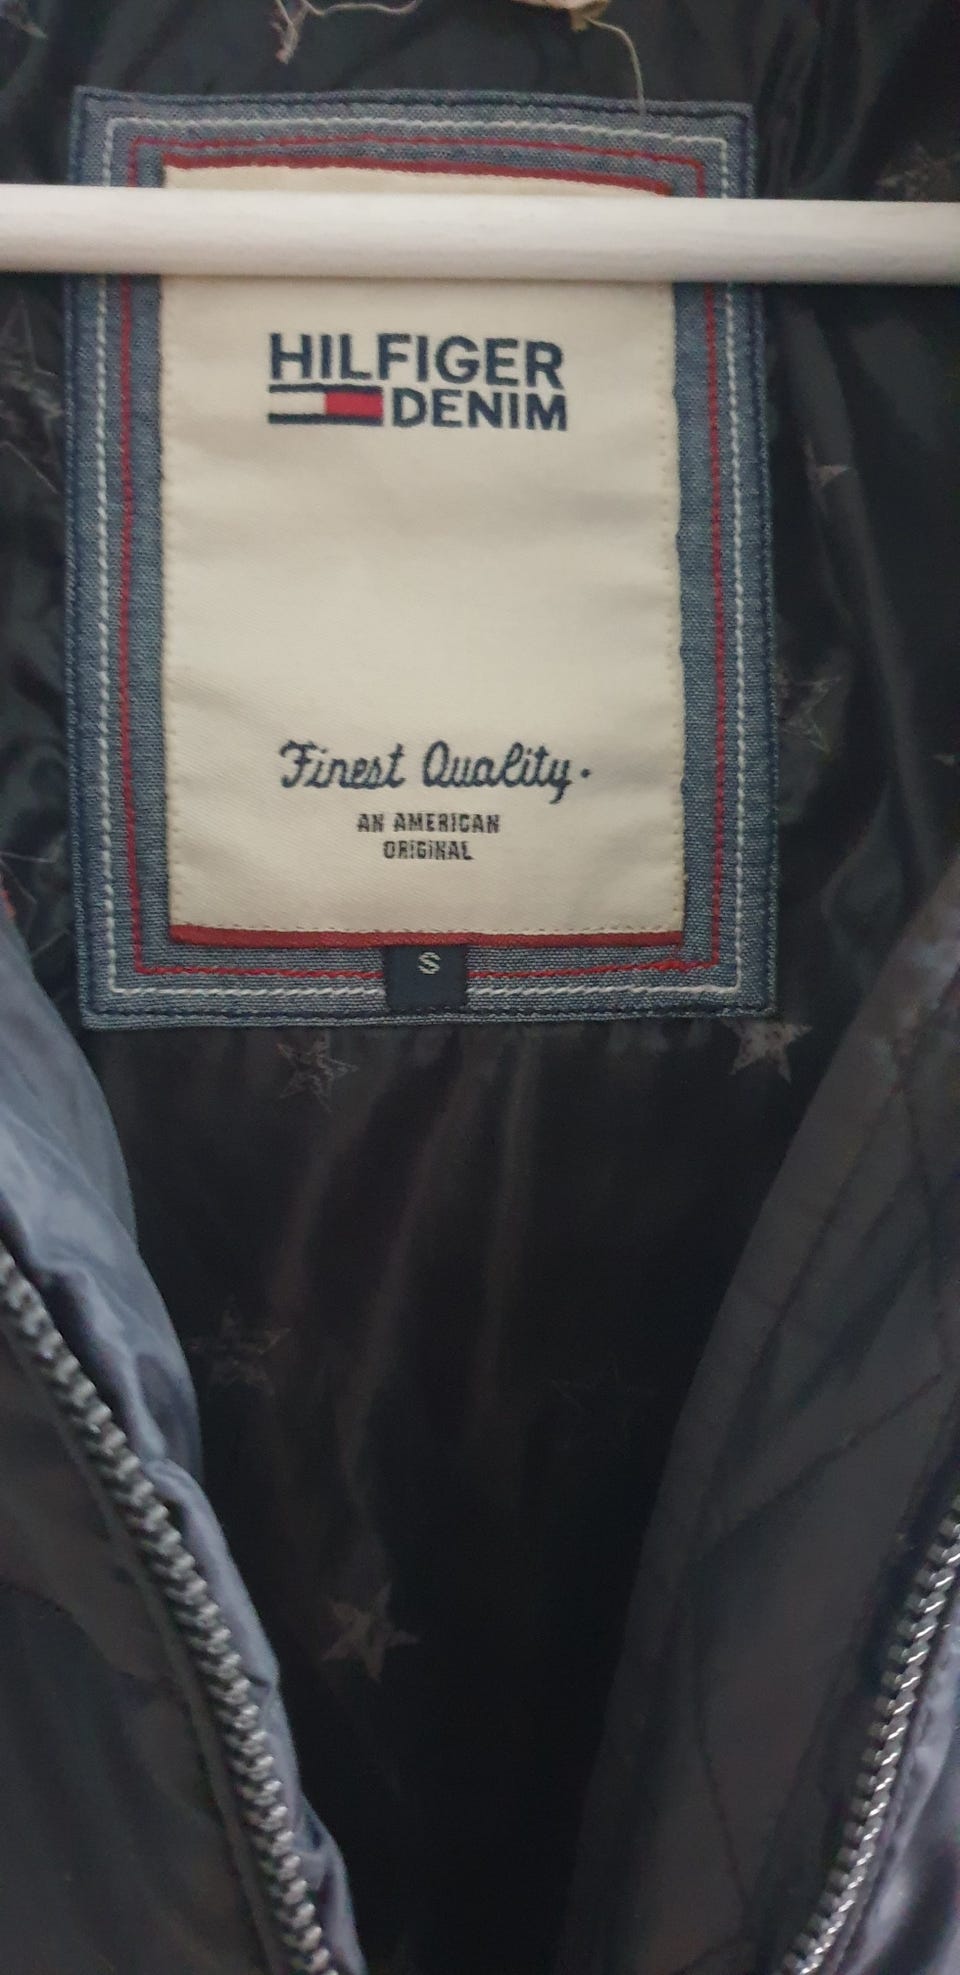 HILFIGER
DENIM
Finest Quality.
AN AMERICAN
ORIGINAL
S